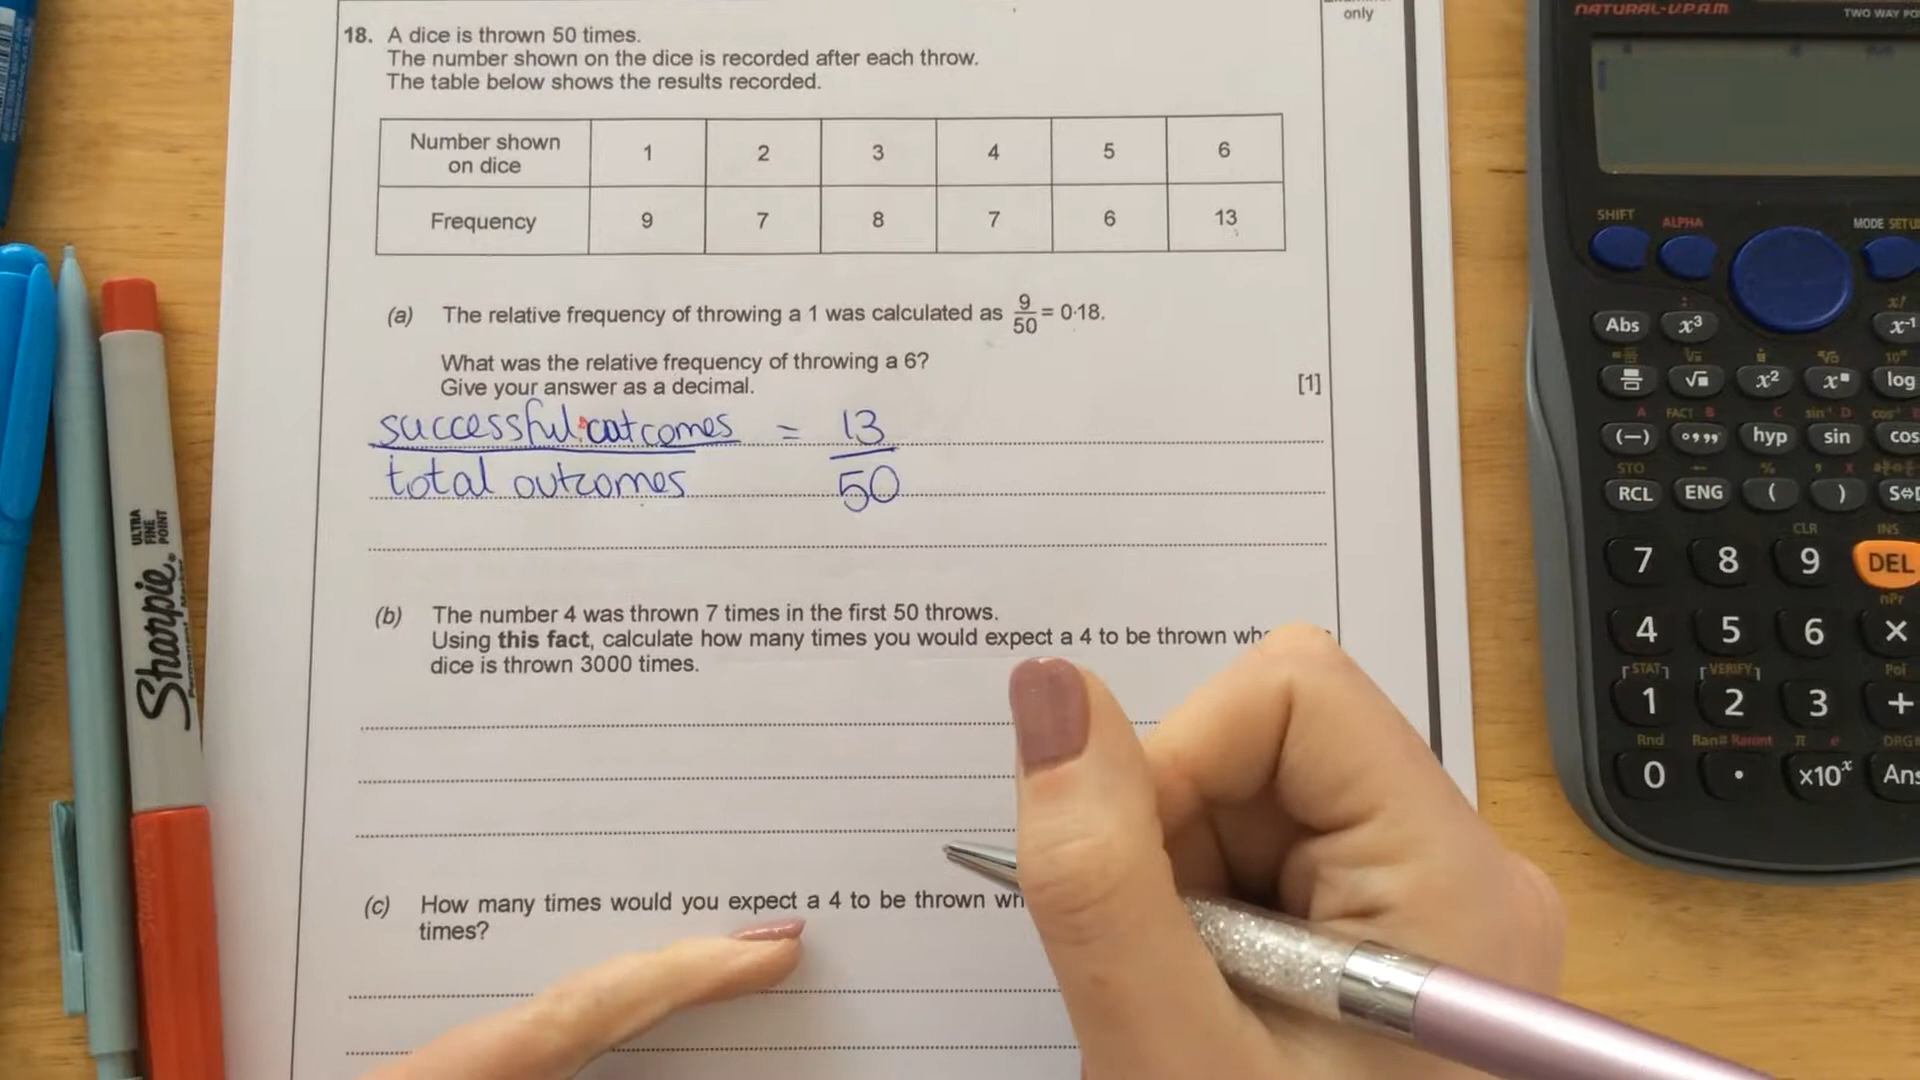 only
18. A dice is thrown 50 times.
The number shown on the dice is recorded after each throw.
The table below shows the results recorded.
Number shown on dice 1 2 3 4 5 6
Frequency 9 7 8 7 6 13
(a) The relative frequency of throwing a 1 was calculated as 9/50 = 0·18.
What was the relative frequency of throwing a 6?
Give your answer as a decimal. [1]
successful outcomes = 13
total outcomes 50
(b) The number 4 was thrown 7 times in the first 50 throws.
Using this fact, calculate how many times you would expect a 4 to be thrown
dice is thrown 3000 times.
(c) How many times would you expect a 4 to be thrown
times?
Sharpie.
ULTRA
FINE
POINT
NATURAL-V.P.A.M.
TWO WAY
SHIFT ALPHA MODE
Abs x³ x! x⁻¹
√ x² log
(—) °,,, hyp sin cos
FACT B C sin⁻¹ D cos⁻¹
STO
RCL ENG ( )
CLR INS
7 8 9 DEL
nPr
4 5 6 ×
STAT VERIFY Pol
1 2 3 +
Rnd Ran# π e
0 · ×10ˣ